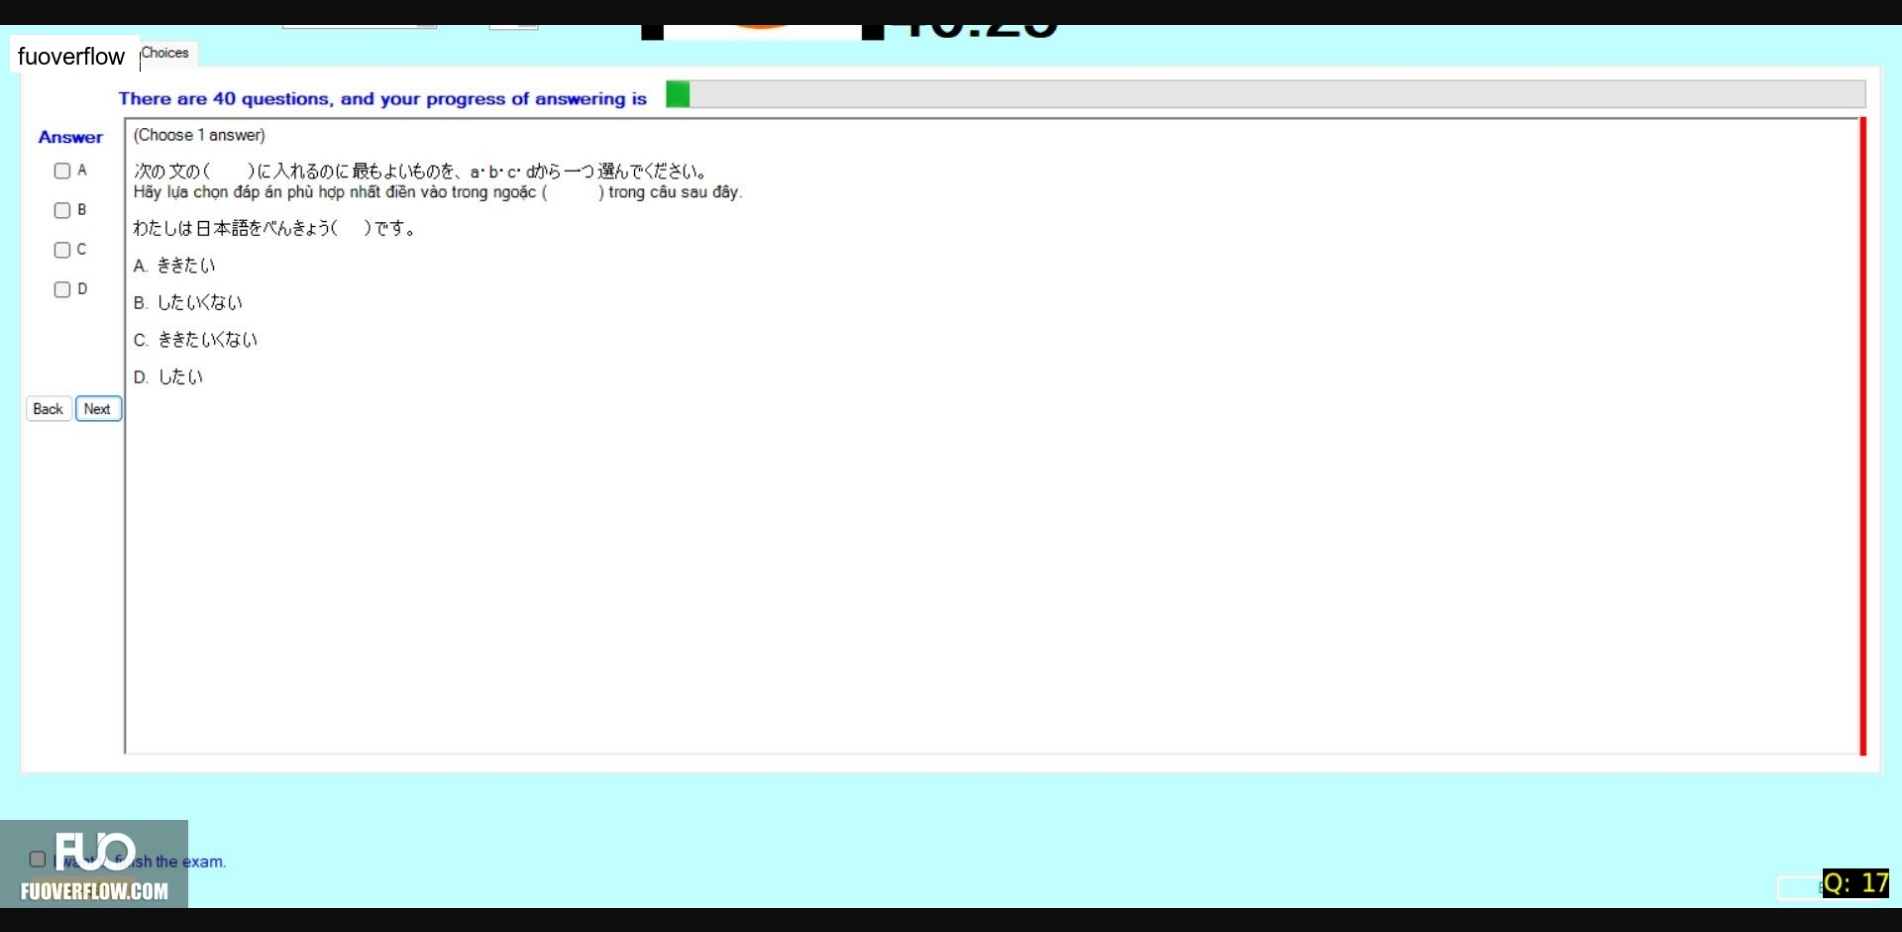 fuoverflow
Choices
There are 40 questions, and your progress of answering is
Answer
(Choose 1 answer)
A
次の文の(　　)に入れるのに最もよいものを、a・b・c・dから一つ選んでください。
Hãy lựa chọn đáp án phù hợp nhất điền vào trong ngoặc (　　) trong câu sau đây.
B
わたしは日本語をべんきょう(　)です。
C
A. ききたい
D
B. したいくない
C. ききたいくない
D. したい
Back
Next
FUO
finish the exam.
FUOVERFLOW.COM
Q: 17